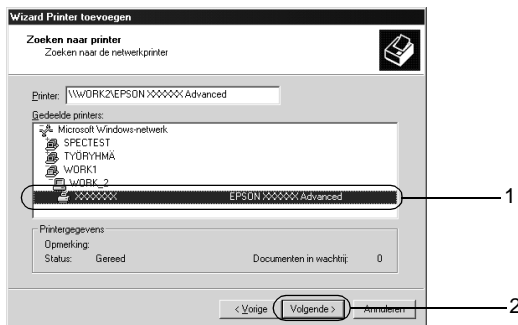 Wizard Printer toevoegen
Zoeken naar printer
Zoeken naar de netwerkprinter
Printer: \\WORK2\EPSON XXXXXX Advanced
Gedeelde printers:
Microsoft Windows-netwerk
SPECTEST
TYÖRYHMÄ
WORK1
WORK_2
XXXXXXX EPSON XXXXXX Advanced
1
Printergegevens
Opmerking:
Status: Gereed Documenten in wachtrij: 0
< Vorige Volgende > Annuleren
2